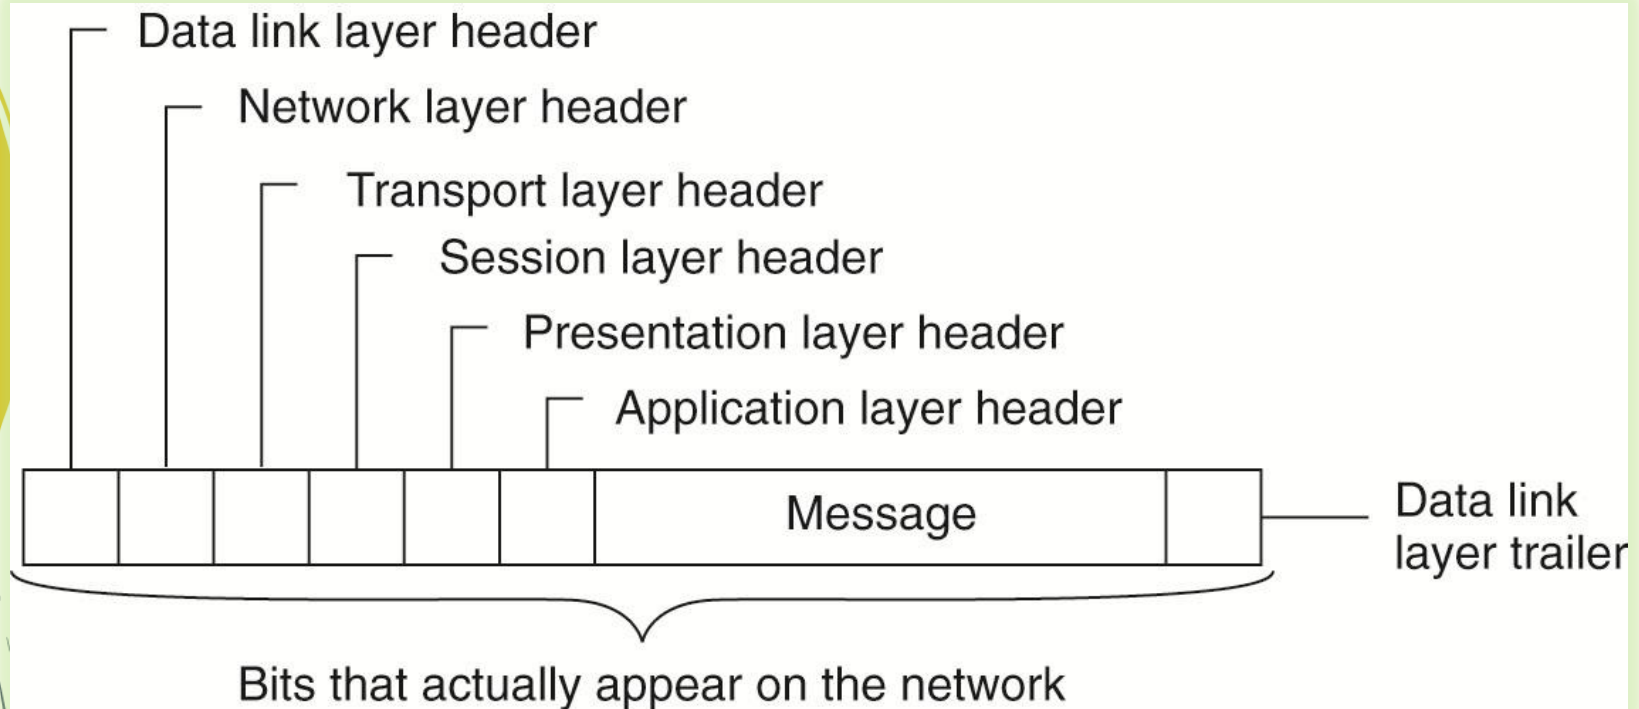 Data link layer header
Network layer header
Transport layer header
Session layer header
Presentation layer header
Application layer header
Message
Data link
layer trailer
Bits that actually appear on the network